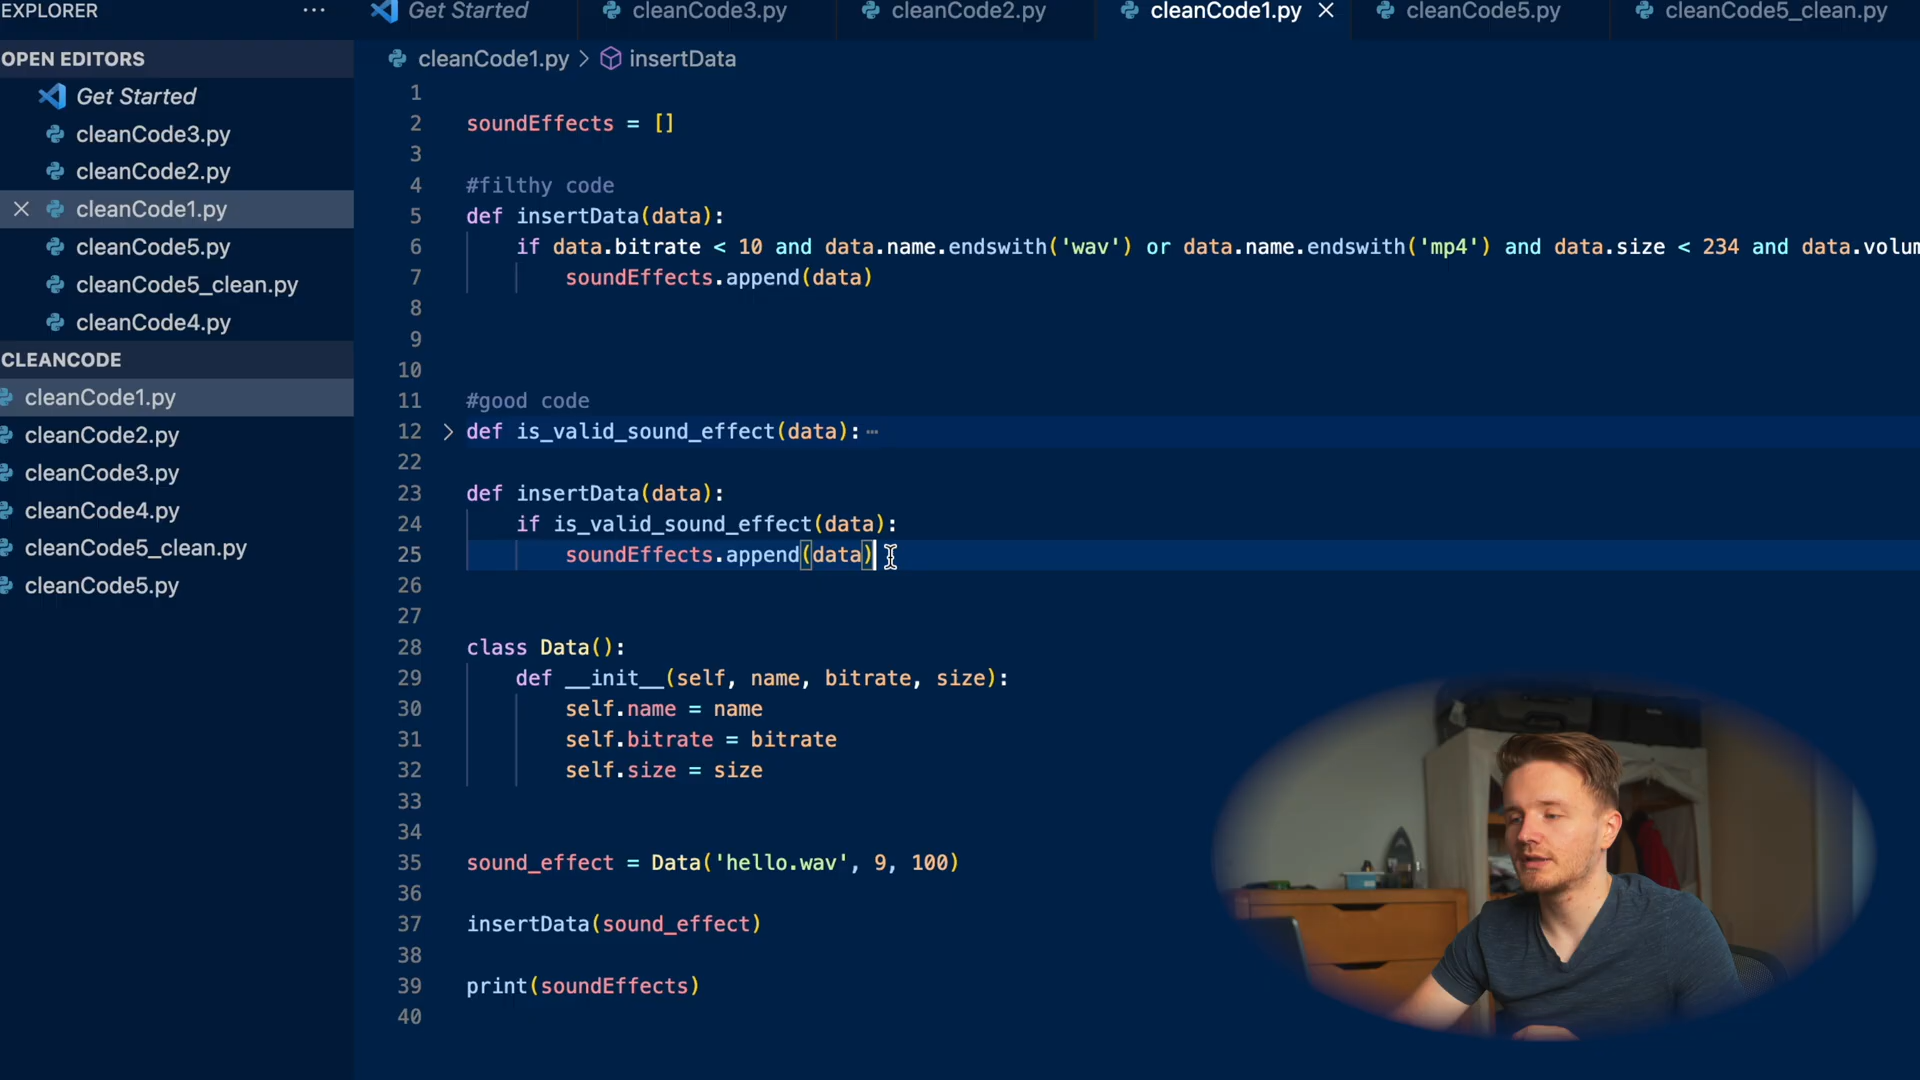 EXPLORER ...
OPEN EDITORS
Get Started
cleanCode3.py
cleanCode2.py
cleanCode1.py
cleanCode5.py
cleanCode5_clean.py
cleanCode4.py
CLEANCODE
cleanCode1.py
cleanCode2.py
cleanCode3.py
cleanCode4.py
cleanCode5_clean.py
cleanCode5.py
Get Started cleanCode3.py cleanCode2.py cleanCode1.py cleanCode5.py cleanCode5_clean.py
cleanCode1.py > insertData
1
2 soundEffects = []
3
4 #filthy code
5 def insertData(data):
6 if data.bitrate < 10 and data.name.endswith('wav') or data.name.endswith('mp4') and data.size < 234 and data.volum
7 soundEffects.append(data)
8
9
10
11 #good code
12 def is_valid_sound_effect(data):
22
23 def insertData(data):
24 if is_valid_sound_effect(data):
25 soundEffects.append(data)
26
27
28 class Data():
29 def __init__(self, name, bitrate, size):
30 self.name = name
31 self.bitrate = bitrate
32 self.size = size
33
34
35 sound_effect = Data('hello.wav', 9, 100)
36
37 insertData(sound_effect)
38
39 print(soundEffects)
40